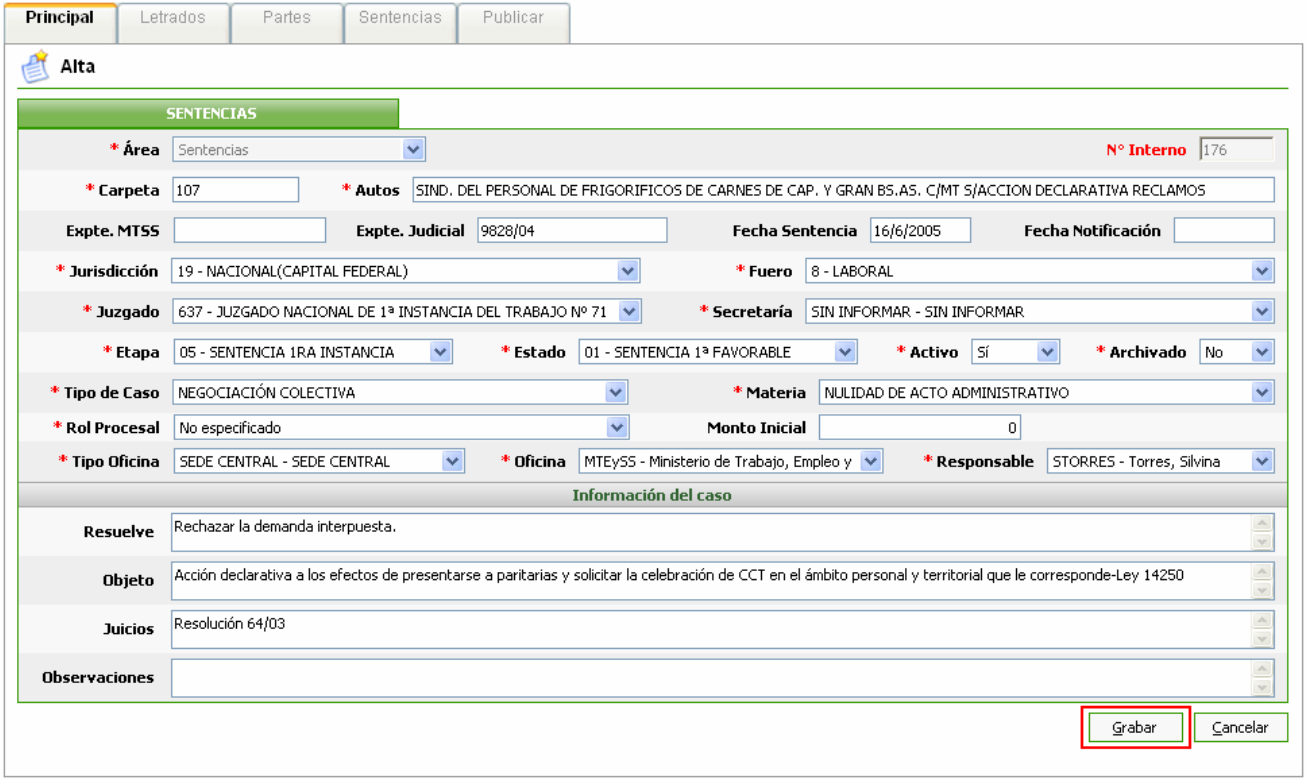 Principal Letrados Partes Sentencias Publicar
Alta
SENTENCIAS
* Área Sentencias N° Interno 176
* Carpeta 107 * Autos SIND. DEL PERSONAL DE FRIGORIFICOS DE CARNES DE CAP. Y GRAN BS.AS. C/MT S/ACCION DECLARATIVA RECLAMOS
Expte. MTSS Expte. Judicial 9828/04 Fecha Sentencia 16/6/2005 Fecha Notificación
* Jurisdicción 19 - NACIONAL(CAPITAL FEDERAL) * Fuero 8 - LABORAL
* Juzgado 637 - JUZGADO NACIONAL DE 1ª INSTANCIA DEL TRABAJO Nº 71 * Secretaría SIN INFORMAR - SIN INFORMAR
* Etapa 05 - SENTENCIA 1RA INSTANCIA * Estado 01 - SENTENCIA 1ª FAVORABLE * Activo Sí * Archivado No
* Tipo de Caso NEGOCIACIÓN COLECTIVA * Materia NULIDAD DE ACTO ADMINISTRATIVO
* Rol Procesal No especificado Monto Inicial 0
* Tipo Oficina SEDE CENTRAL - SEDE CENTRAL * Oficina MTEySS - Ministerio de Trabajo, Empleo y * Responsable STORRES - Torres, Silvina
Información del caso
Resuelve Rechazar la demanda interpuesta.
Objeto Acción declarativa a los efectos de presentarse a paritarias y solicitar la celebración de CCT en el ámbito personal y territorial que le corresponde-Ley 14250
Juicios Resolución 64/03
Observaciones
Grabar Cancelar